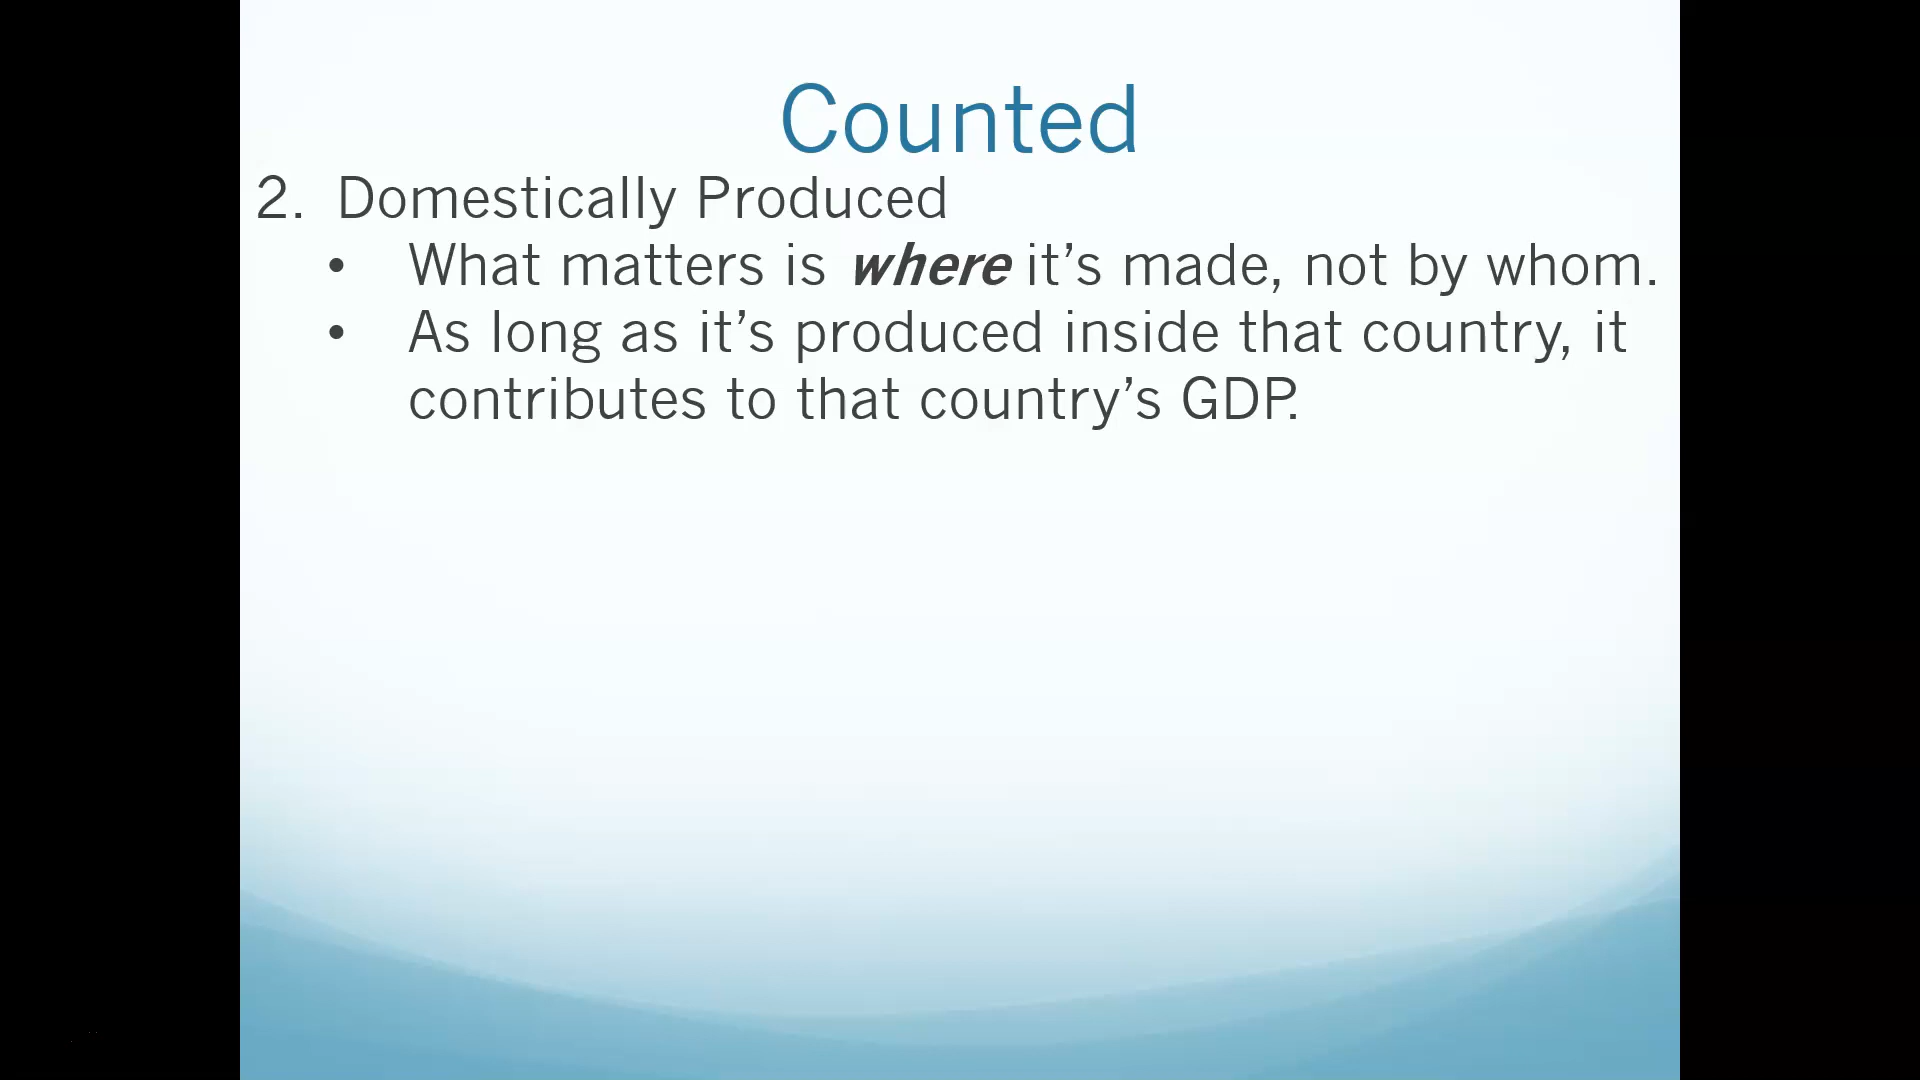 Counted
2. Domestically Produced
• What matters is where it’s made, not by whom.
• As long as it’s produced inside that country, it
contributes to that country’s GDP.